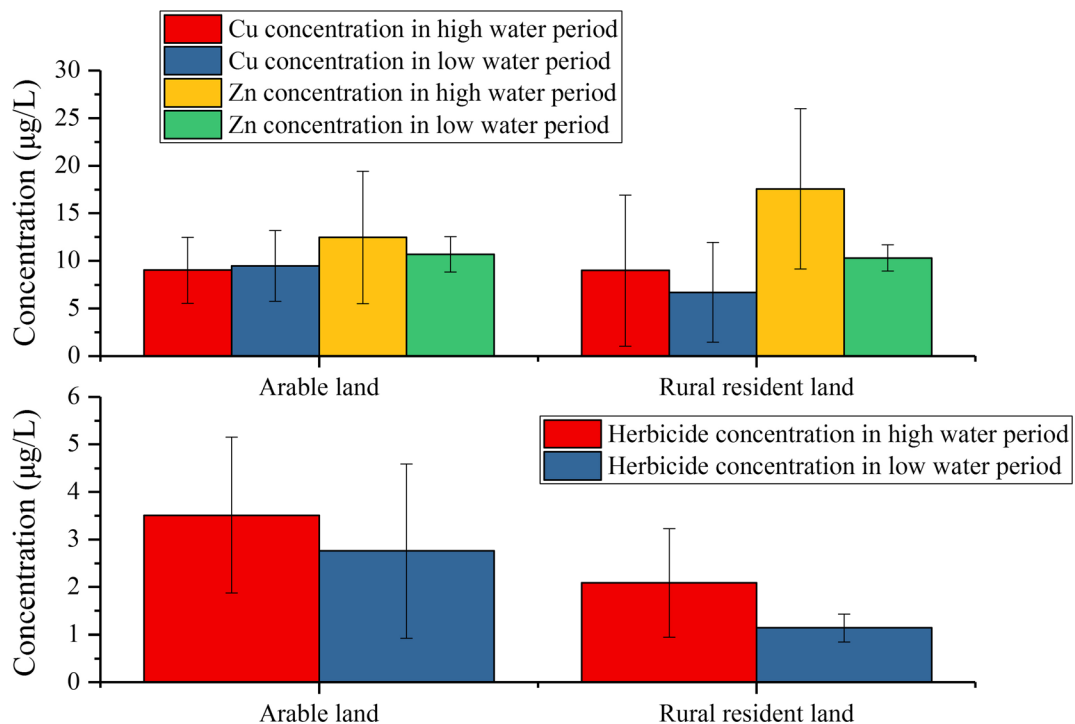 Cu concentration in high water period
Cu concentration in low water period
Zn concentration in high water period
Zn concentration in low water period
Concentration (μg/L)
30
25
20
15
10
5
0
Arable land
Rural resident land
Herbicide concentration in high water period
Herbicide concentration in low water period
Concentration (μg/L)
6
5
4
3
2
1
0
Arable land
Rural resident land